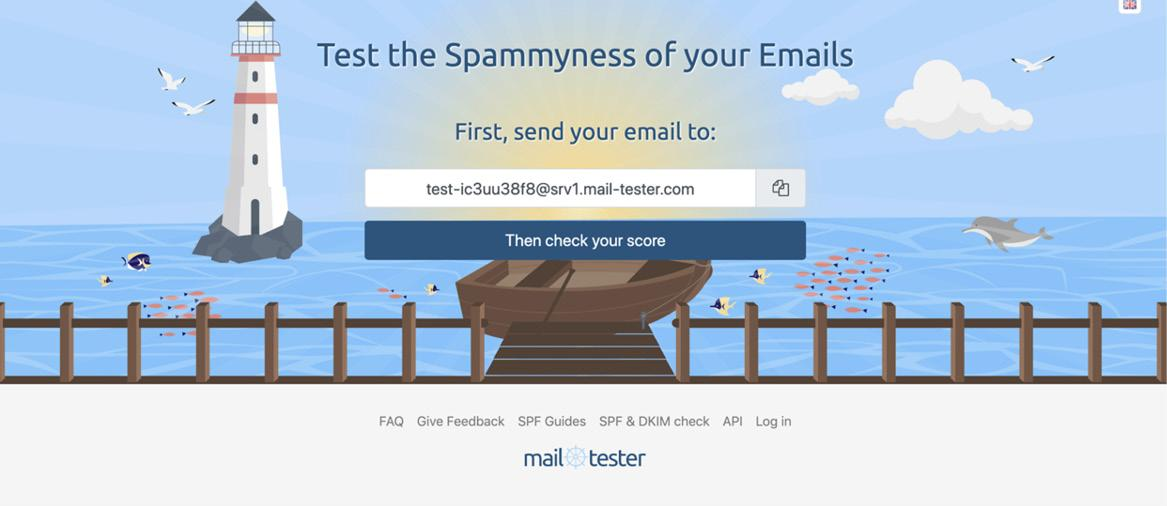 Test the Spammyness of your Emails
First, send your email to:
test-ic3uu38f8@srv1.mail-tester.com
Then check your score
FAQ Give Feedback SPF Guides SPF & DKIM check API Log in
mail tester